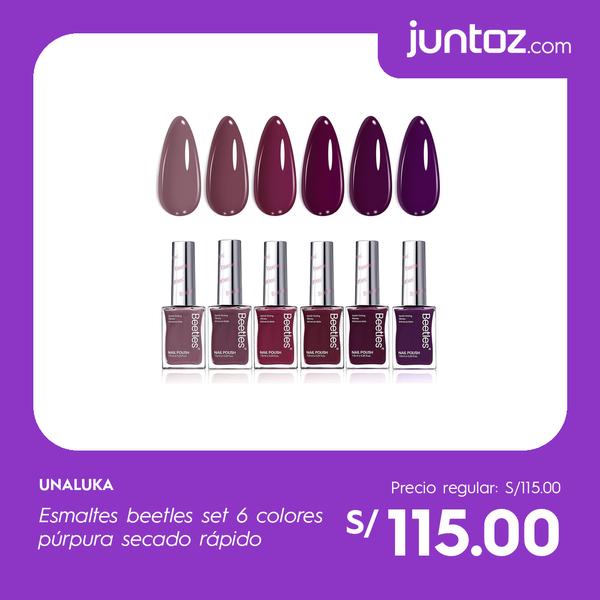 juntoz.com
Beetles®
NAIL POLISH
Beetles®
NAIL POLISH
Beetles®
NAIL POLISH
Beetles®
NAIL POLISH
Beetles®
NAIL POLISH
Beetles®
NAIL POLISH
UNALUKA
Esmaltes beetles set 6 colores
púrpura secado rápido
Precio regular: S/115.00
S/ 115.00